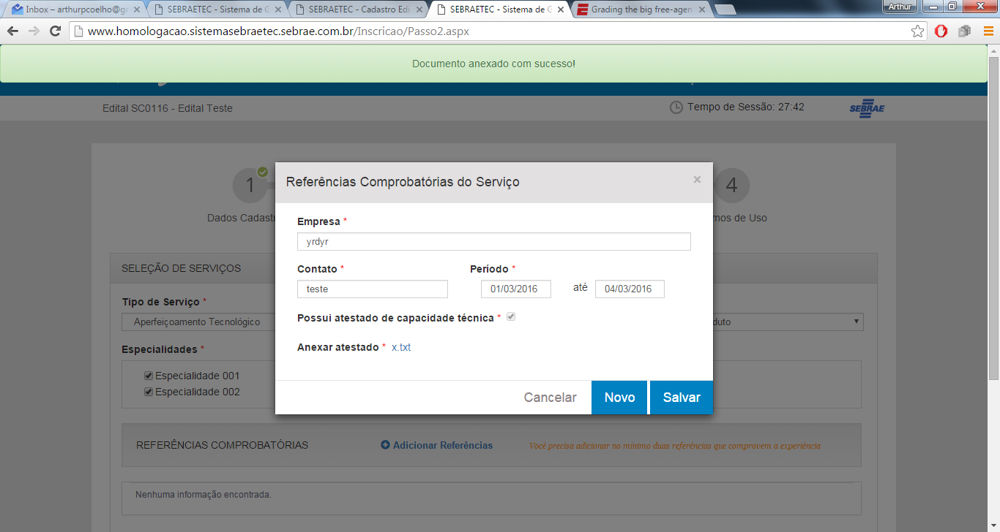 Inbox – arthurpcoelho@gr
SEBRAETEC - Sistema de G
SEBRAETEC - Cadastro Edi
SEBRAETEC - Sistema de G
Grading the big free-agen
Arthur
www.homologacao.sistemasebraetec.sebrae.com.br/Inscricao/Passo2.aspx
Documento anexado com sucesso!
Edital SC0116 - Edital Teste
Tempo de Sessão: 27:42
SEBRAE
1
4
Dados Cadast
mos de Uso
Referências Comprobatórias do Serviço
×
Empresa *
yrdyr
Contato * Período *
teste 01/03/2016 até 04/03/2016
Possui atestado de capacidade técnica *
Anexar atestado * x.txt
Cancelar Novo Salvar
SELEÇÃO DE SERVIÇOS
Tipo de Serviço *
Aperfeiçoamento Tecnológico
duto
Especialidades *
Especialidade 001
Especialidade 002
REFERÊNCIAS COMPROBATÓRIAS Adicionar Referências Você precisa adicionar no mínimo duas referências que comprovem a experiência
Nenhuma informação encontrada.